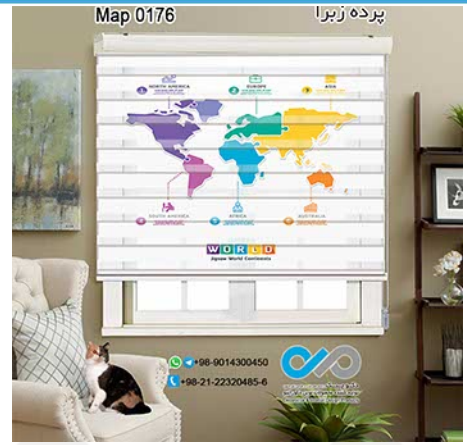 Map 0176
پرده زبرا
NORTH AMERICA
EUROPE
ASIA
SOUTH AMERICA
AFRICA
AUSTRALIA
WORLD
Jigsaw World Continents
+98-9014300450
+98-21-22320485-6